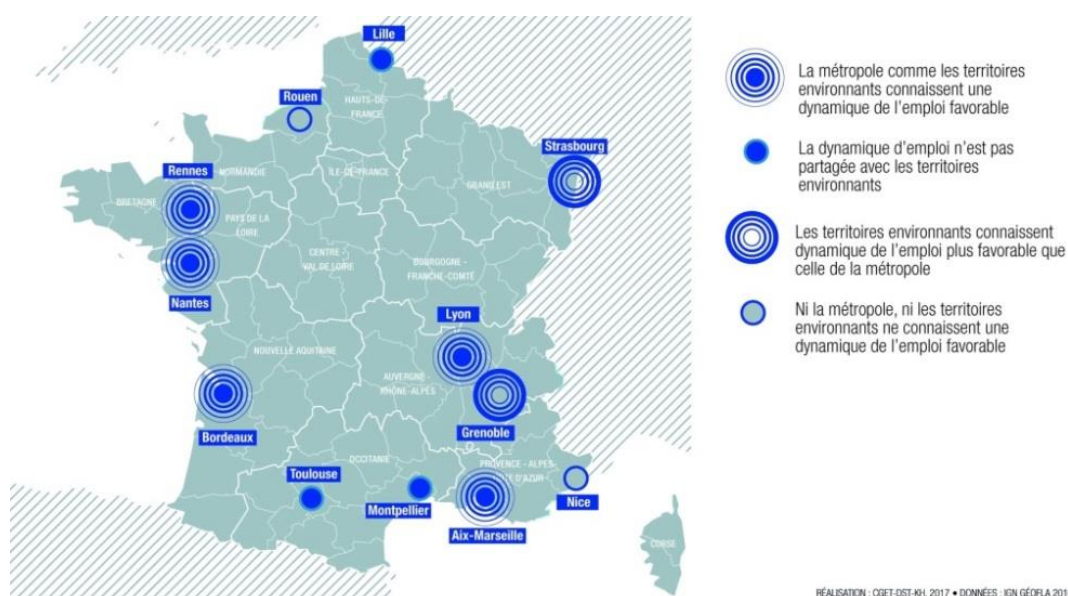 Lille
Rouen
HAUTS-DE-
FRANCE
Strasbourg
Rennes
NORMANDIE
ÎLE-DE-FRANCE
GRAND EST
BRETAGNE
PAYS DE LA
LOIRE
CENTRE -
VAL DE LOIRE
BOURGOGNE -
FRANCHE-COMTÉ
Nantes
Lyon
NOUVELLE AQUITAINE
AUVERGNE -
RHÔNE-ALPES
Bordeaux
Grenoble
OCCITANIE
PROVENCE - ALPES
CÔTE D'AZUR
Toulouse
Montpellier
Nice
Aix-Marseille
CORSE
La métropole comme les territoires
environnants connaissent une
dynamique de l'emploi favorable
La dynamique d'emploi n'est pas
partagée avec les territoires
environnants
Les territoires environnants connaissent
dynamique de l'emploi plus favorable que
celle de la métropole
Ni la métropole, ni les territoires
environnants ne connaissent une
dynamique de l'emploi favorable
RÉALISATION : CGET-DST-KH, 2017 • DONNÉES : IGN GÉOFLA 201